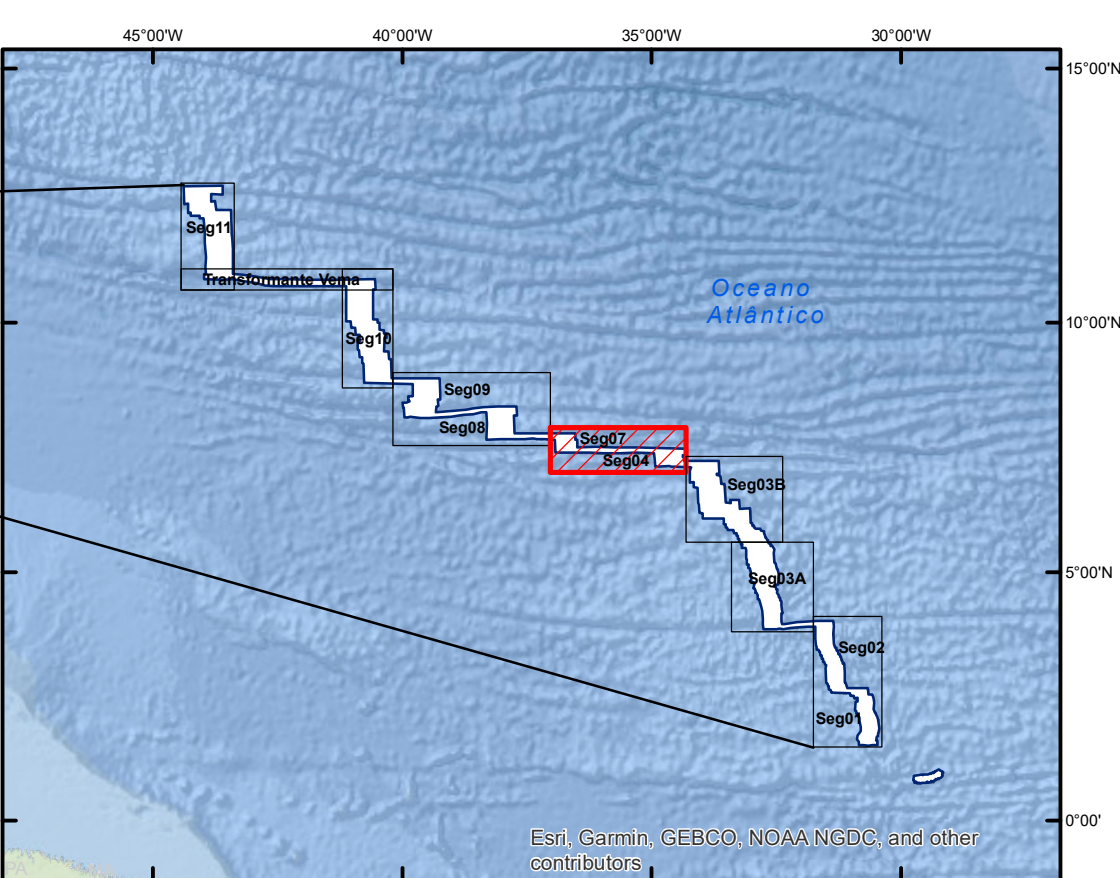 45°00'W
40°00'W
35°00'W
30°00'W
15°00'N
Seg11
Transformante Vema
Oceano
Atlântico
10°00'N
Seg10
Seg09
Seg08
Seg07
Seg04
Seg03B
5°00'N
Seg03A
Seg02
Seg01
0°00'
Esri, Garmin, GEBCO, NOAA NGDC, and other
contributors
PA